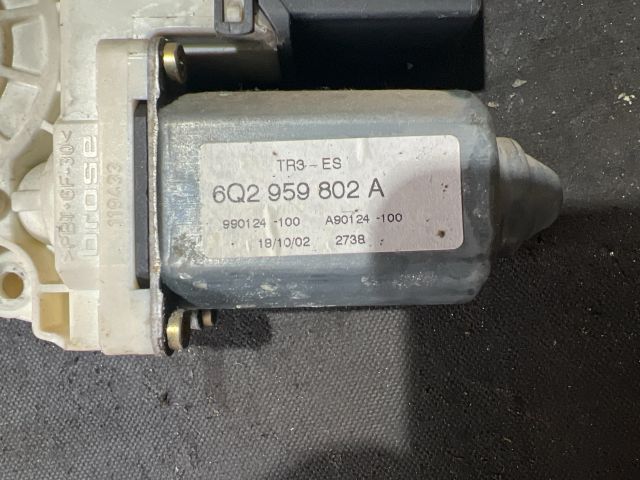 TR3-ES
6Q2 959 802 A
990124 -100 A90124 -100
18/10/02 2738
brose
119433